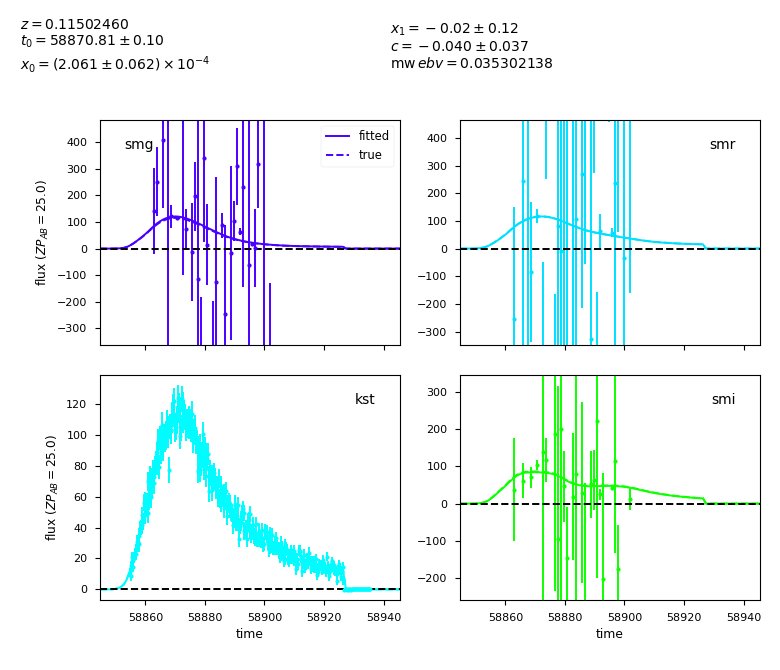 z = 0.11502460
t₀ = 58870.81 ± 0.10
x₀ = (2.061 ± 0.062) × 10⁻⁴
x₁ = −0.02 ± 0.12
c = −0.040 ± 0.037
mw ebv = 0.035302138
smg
fitted
true
400
300
200
100
0
−100
−200
−300
flux (ZP_AB = 25.0)
smr
400
300
200
100
0
−100
−200
−300
kst
120
100
80
60
40
20
0
flux (ZP_AB = 25.0)
58860 58880 58900 58920 58940
time
smi
300
200
100
0
−100
−200
58860 58880 58900 58920 58940
time